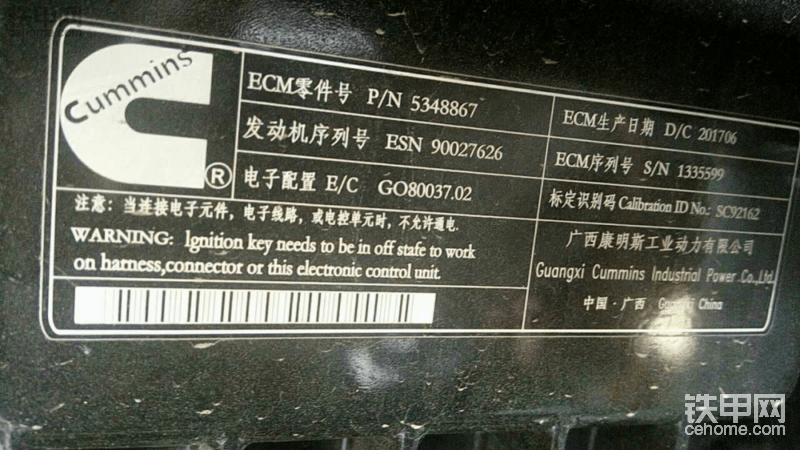 Cummins
®
ECM零件号 P/N 5348867
发动机序列号 ESN 90027626
电子配置 E/C GO80037.02
ECM生产日期 D/C 201706
ECM序列号 S/N 1335599
标定识别码 Calibration ID No.: SC92162
注意: 当连接电子元件, 电子线路, 或电控单元时, 不允许通电.
WARNING: Ignition key needs to be in off stafe to work
on harness,connector or this electronic control unit.
广西康明斯工业动力有限公司
Guangxi Cummins Industrial Power .Co.,Ltd.
中国·广西 Guangxi China
铁甲网
cehome.com